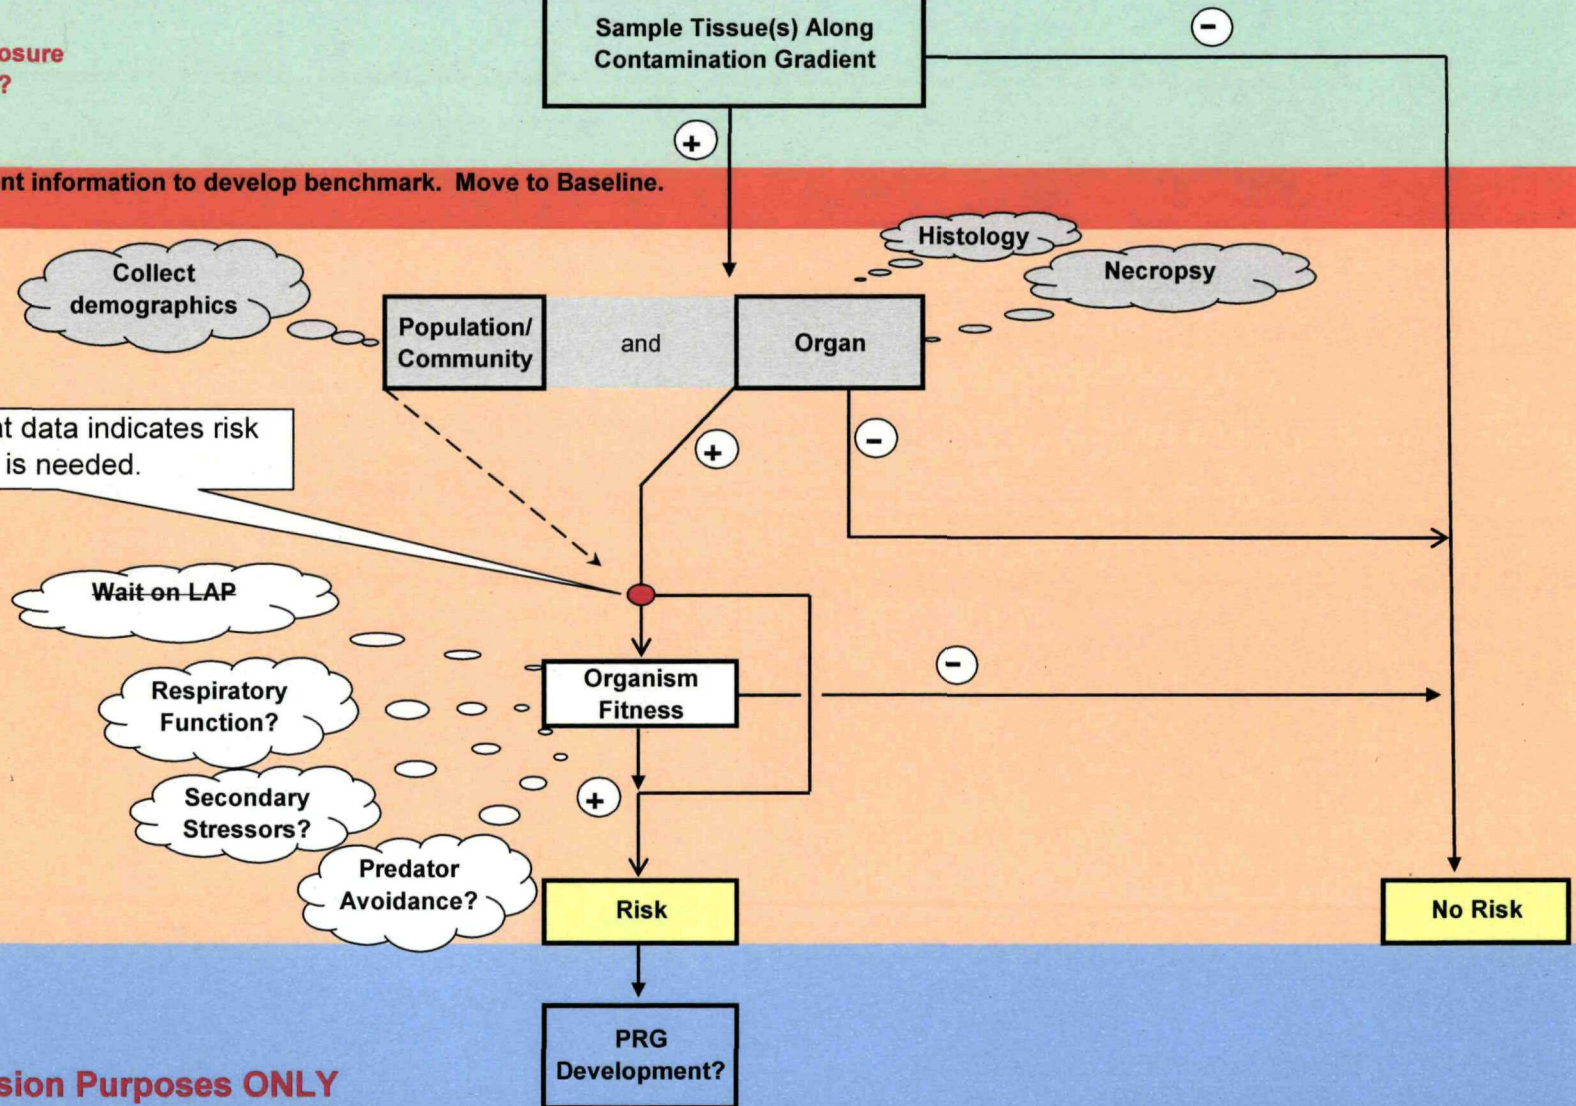 Sample Tissue(s) Along
Contamination Gradient
−
osure
?
+
nt information to develop benchmark.  Move to Baseline.
Histology
Necropsy
Collect
demographics
Population/
Community
and
Organ
at data indicates risk
is needed.
+
−
Wait on LAP
Organism
Fitness
−
Respiratory
Function?
Secondary
Stressors?
+
Predator
Avoidance?
Risk
No Risk
PRG
Development?
sion Purposes ONLY